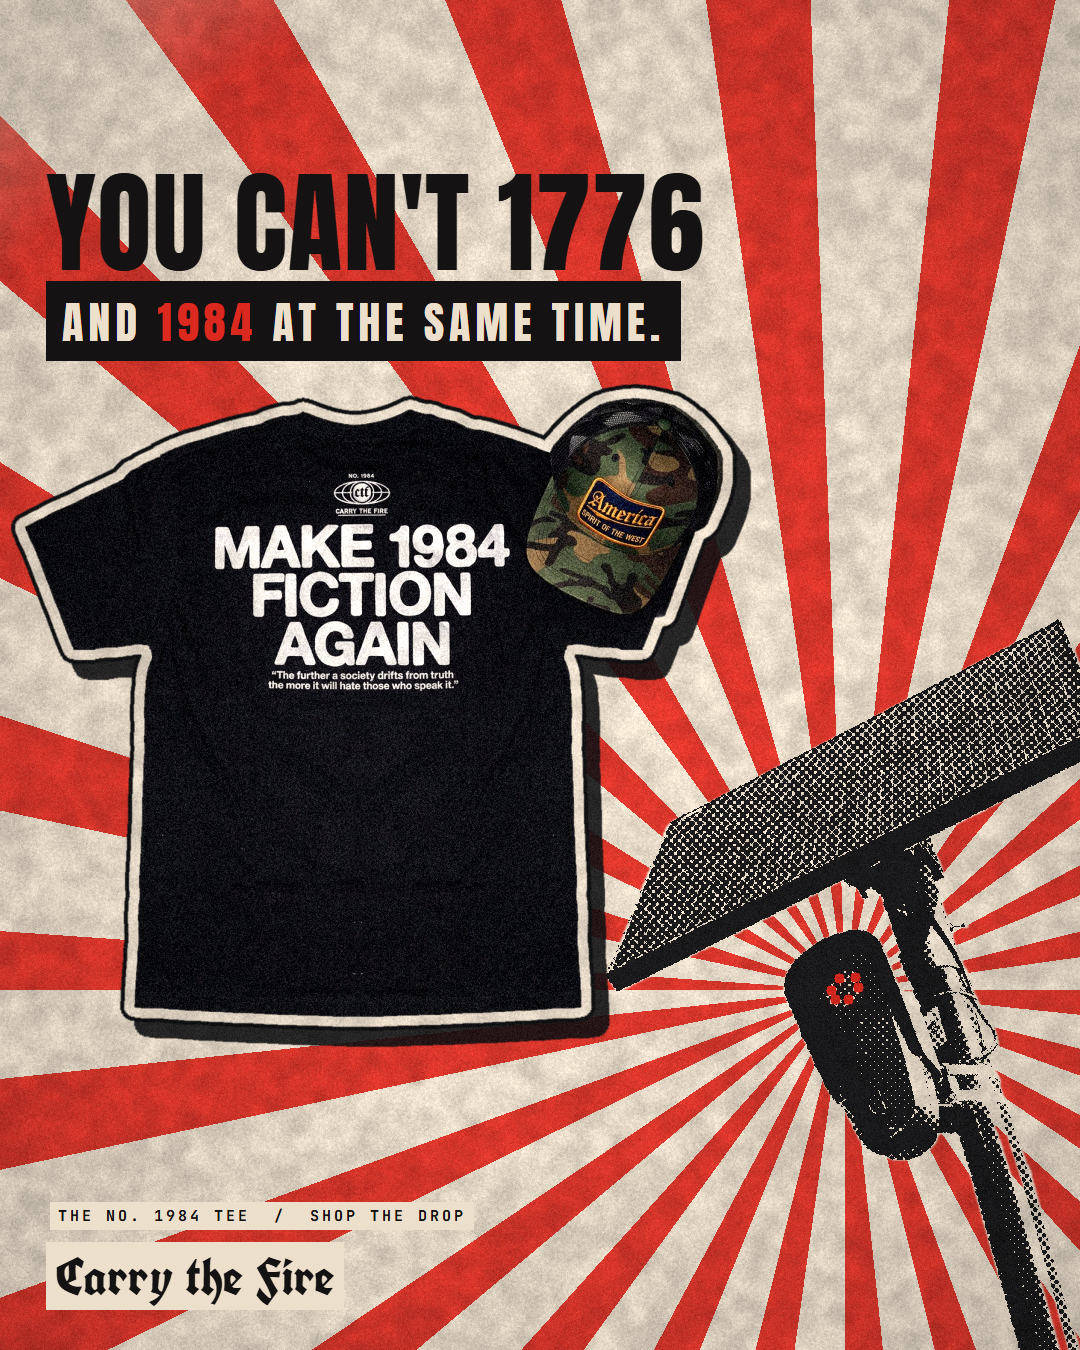 YOU CAN'T 1776
AND 1984 AT THE SAME TIME.
NO. 1984
ctf
CARRY THE FIRE
MAKE 1984
FICTION
AGAIN
“The further a society drifts from truth
the more it will hate those who speak it.”
America
SPIRIT OF THE WEST
THE NO. 1984 TEE / SHOP THE DROP
Carry the Fire